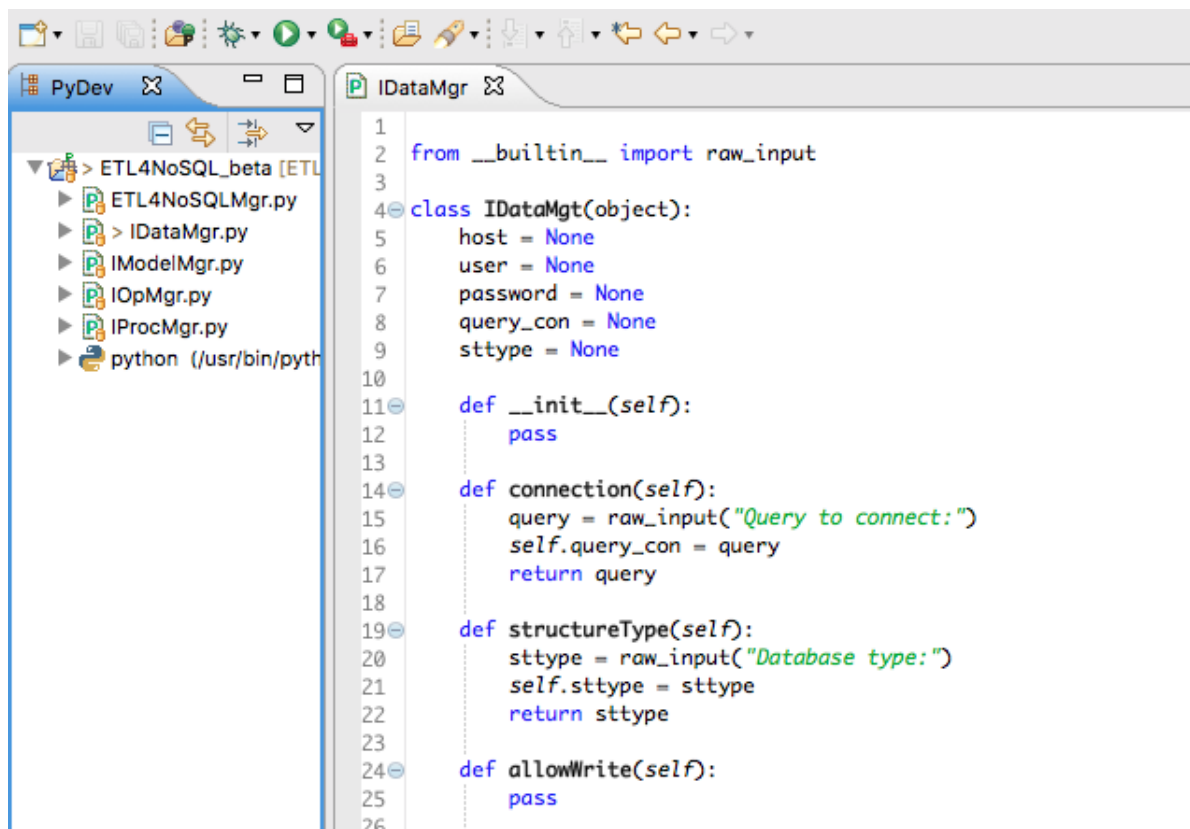 PyDev
IDataMgr
> ETL4NoSQL_beta [ETL
ETL4NoSQLMgr.py
> IDataMgr.py
IModelMgr.py
IOpMgr.py
IProcMgr.py
python (/usr/bin/pyth
1
2 from __builtin__ import raw_input
3
4 class IDataMgt(object):
5 host = None
6 user = None
7 password = None
8 query_con = None
9 sttype = None
10
11 def __init__(self):
12 pass
13
14 def connection(self):
15 query = raw_input("Query to connect:")
16 self.query_con = query
17 return query
18
19 def structureType(self):
20 sttype = raw_input("Database type:")
21 self.sttype = sttype
22 return sttype
23
24 def allowWrite(self):
25 pass
26